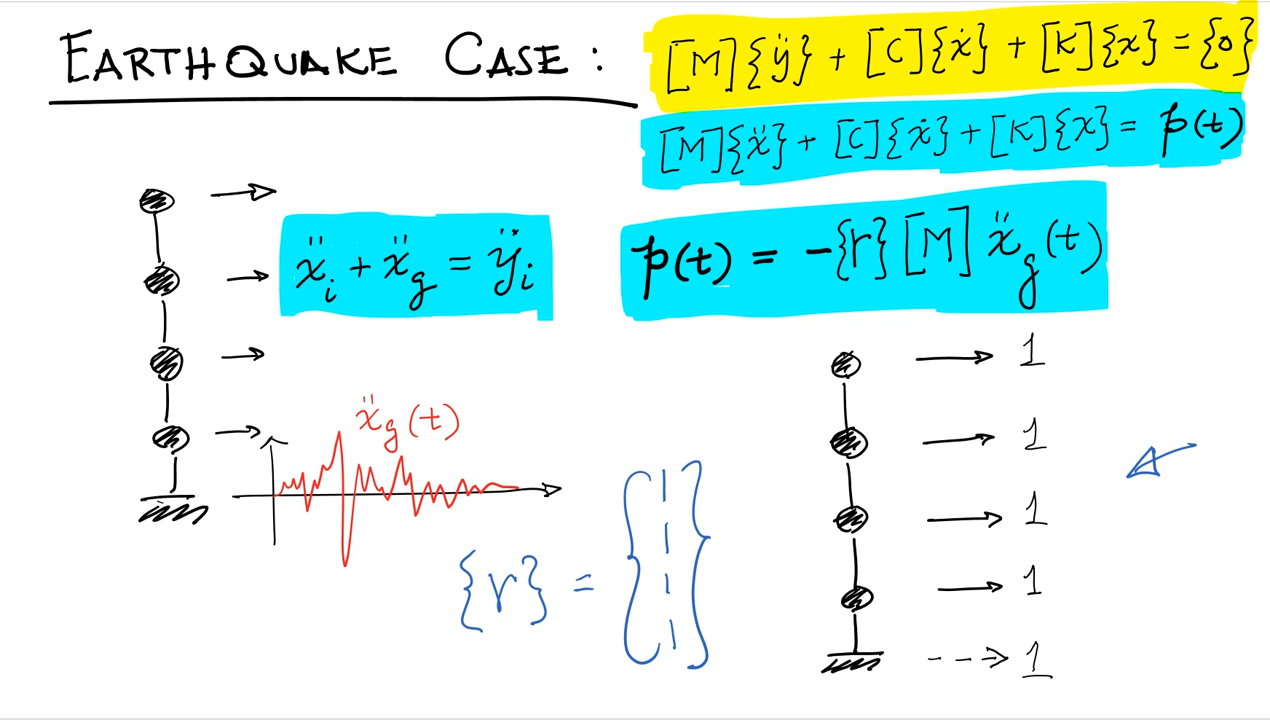 EARTHQUAKE CASE :
[M]{ÿ} + [C]{ẋ} + [K]{x} = {0}
[M]{ẍ} + [C]{ẋ} + [K]{x} = p(t)
ẍᵢ + ẍg = ÿᵢ
p(t) = -{r}[M] ẍg(t)
ẍg(t)
{r} = {1 1 1 1}
1
1
1
1
1